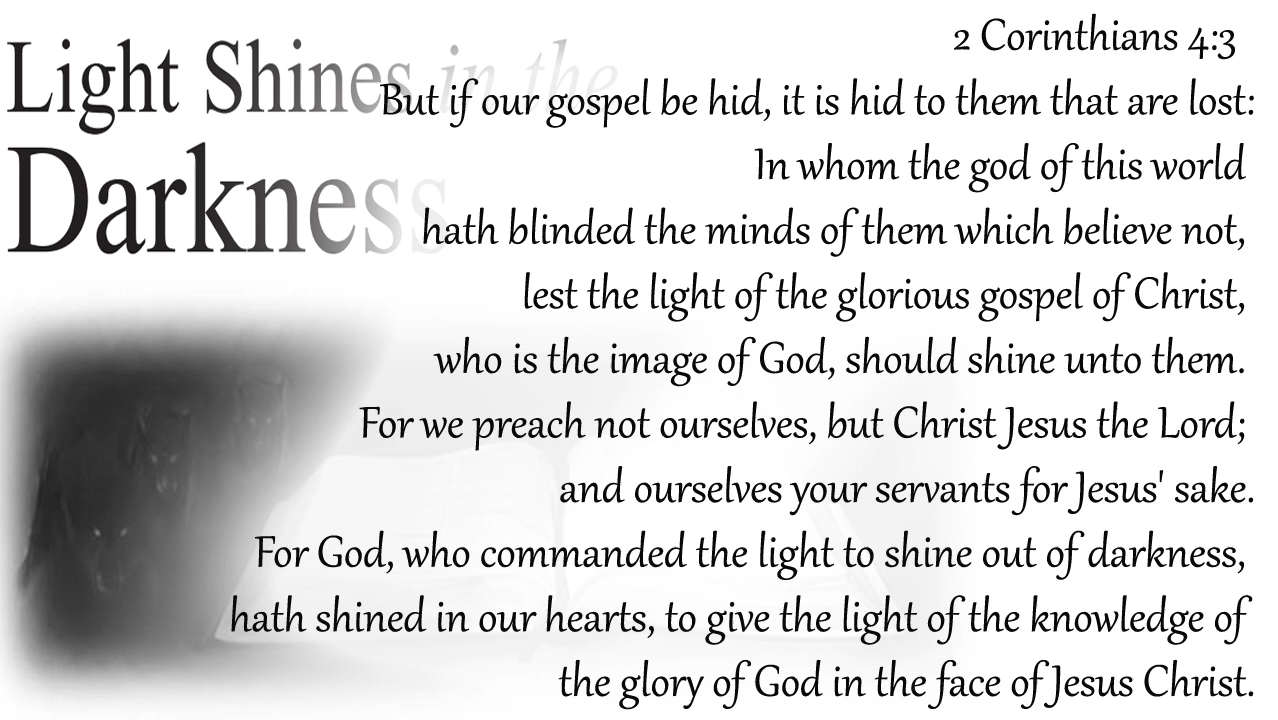 Light Shines in the
Darkness
2 Corinthians 4:3
But if our gospel be hid, it is hid to them that are lost:
In whom the god of this world
hath blinded the minds of them which believe not,
lest the light of the glorious gospel of Christ,
who is the image of God, should shine unto them.
For we preach not ourselves, but Christ Jesus the Lord;
and ourselves your servants for Jesus' sake.
For God, who commanded the light to shine out of darkness,
hath shined in our hearts, to give the light of the knowledge of
the glory of God in the face of Jesus Christ.